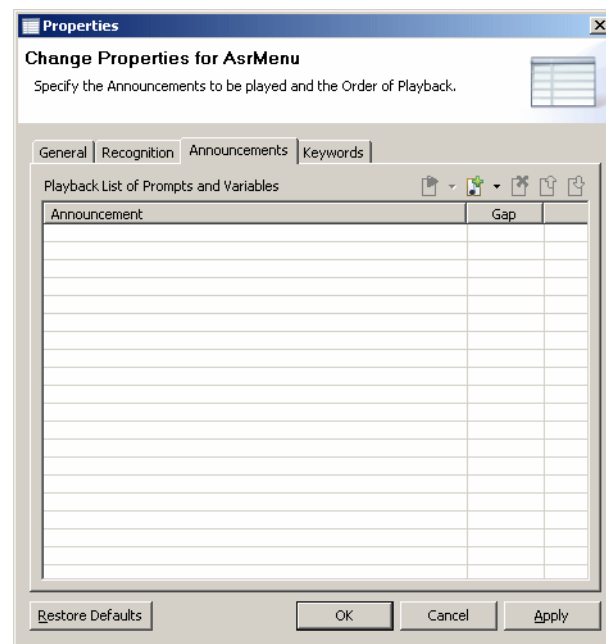 Properties
Change Properties for AsrMenu
Specify the Announcements to be played and the Order of Playback.
General Recognition Announcements Keywords
Playback List of Prompts and Variables
Announcement Gap
Restore Defaults OK Cancel Apply